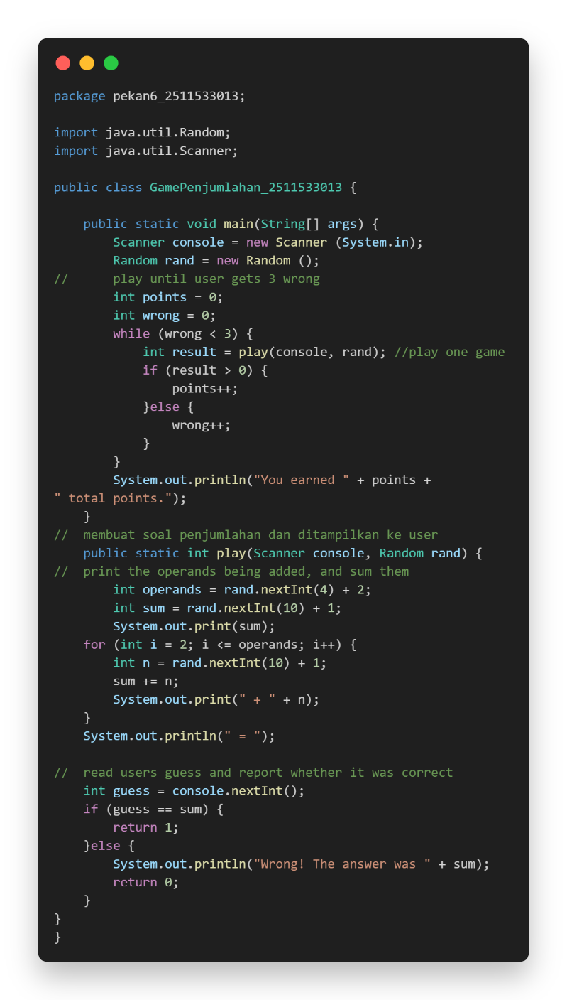 package pekan6_2511533013;

import java.util.Random;
import java.util.Scanner;

public class GamePenjumlahan_2511533013 {

    public static void main(String[] args) {
        Scanner console = new Scanner (System.in);
        Random rand = new Random ();
//      play until user gets 3 wrong
        int points = 0;
        int wrong = 0;
        while (wrong < 3) {
            int result = play(console, rand); //play one game
            if (result > 0) {
                points++;
            }else {
                wrong++;
            }
        }
        System.out.println("You earned " + points +
" total points.");
    }
//  membuat soal penjumlahan dan ditampilkan ke user
    public static int play(Scanner console, Random rand) {
//  print the operands being added, and sum them
        int operands = rand.nextInt(4) + 2;
        int sum = rand.nextInt(10) + 1;
        System.out.print(sum);
    for (int i = 2; i <= operands; i++) {
        int n = rand.nextInt(10) + 1;
        sum += n;
        System.out.print(" + " + n);
    }
    System.out.println(" = ");

//  read users guess and report whether it was correct
    int guess = console.nextInt();
    if (guess == sum) {
        return 1;
    }else {
        System.out.println("Wrong! The answer was " + sum);
        return 0;
    }
}
}